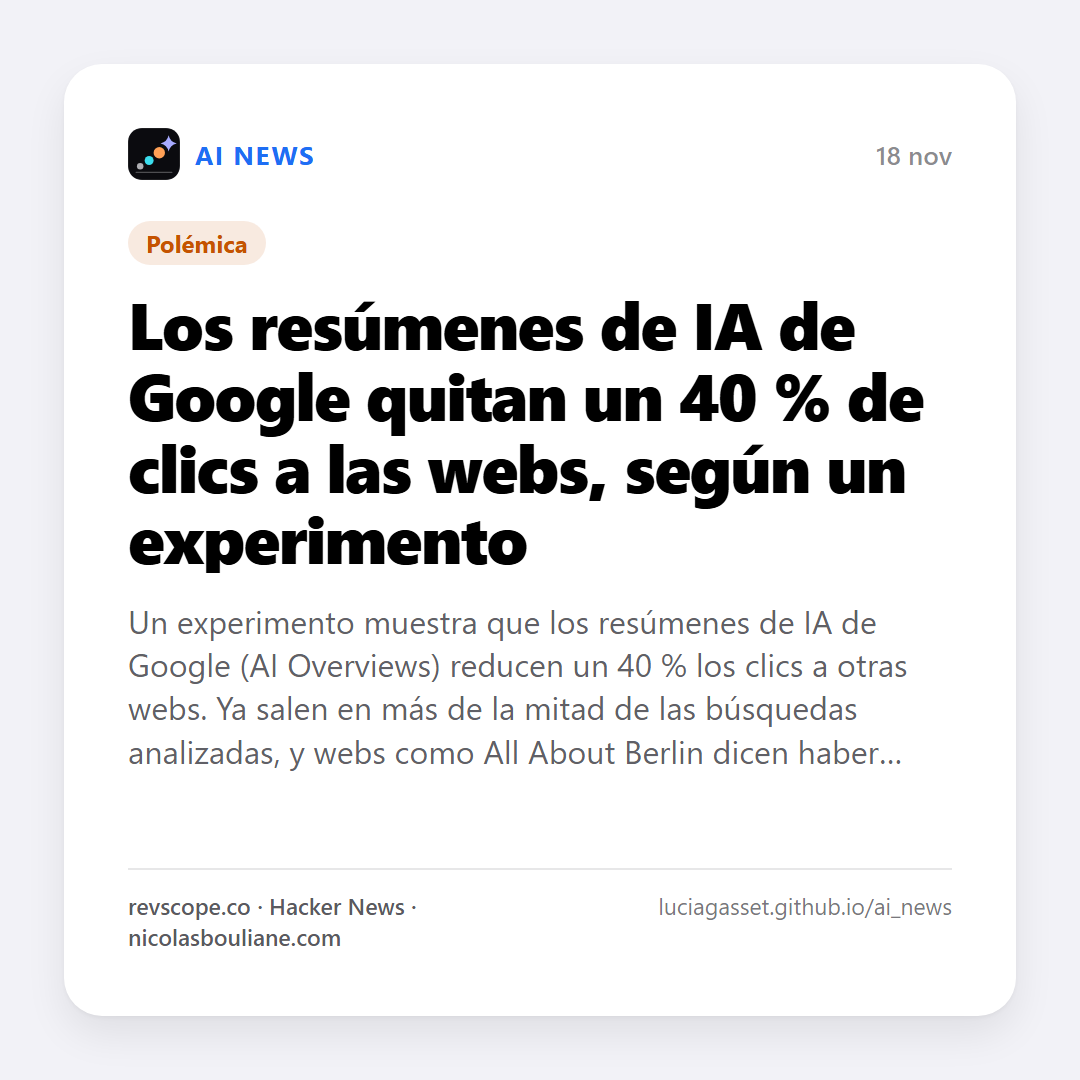 AI NEWS
18 nov
Polémica
Los resúmenes de IA de
Google quitan un 40 % de
clics a las webs, según un
experimento
Un experimento muestra que los resúmenes de IA de
Google (AI Overviews) reducen un 40 % los clics a otras
webs. Ya salen en más de la mitad de las búsquedas
analizadas, y webs como All About Berlin dicen haber...
revscope.co · Hacker News ·
nicolasbouliane.com
luciagasset.github.io/ai_news